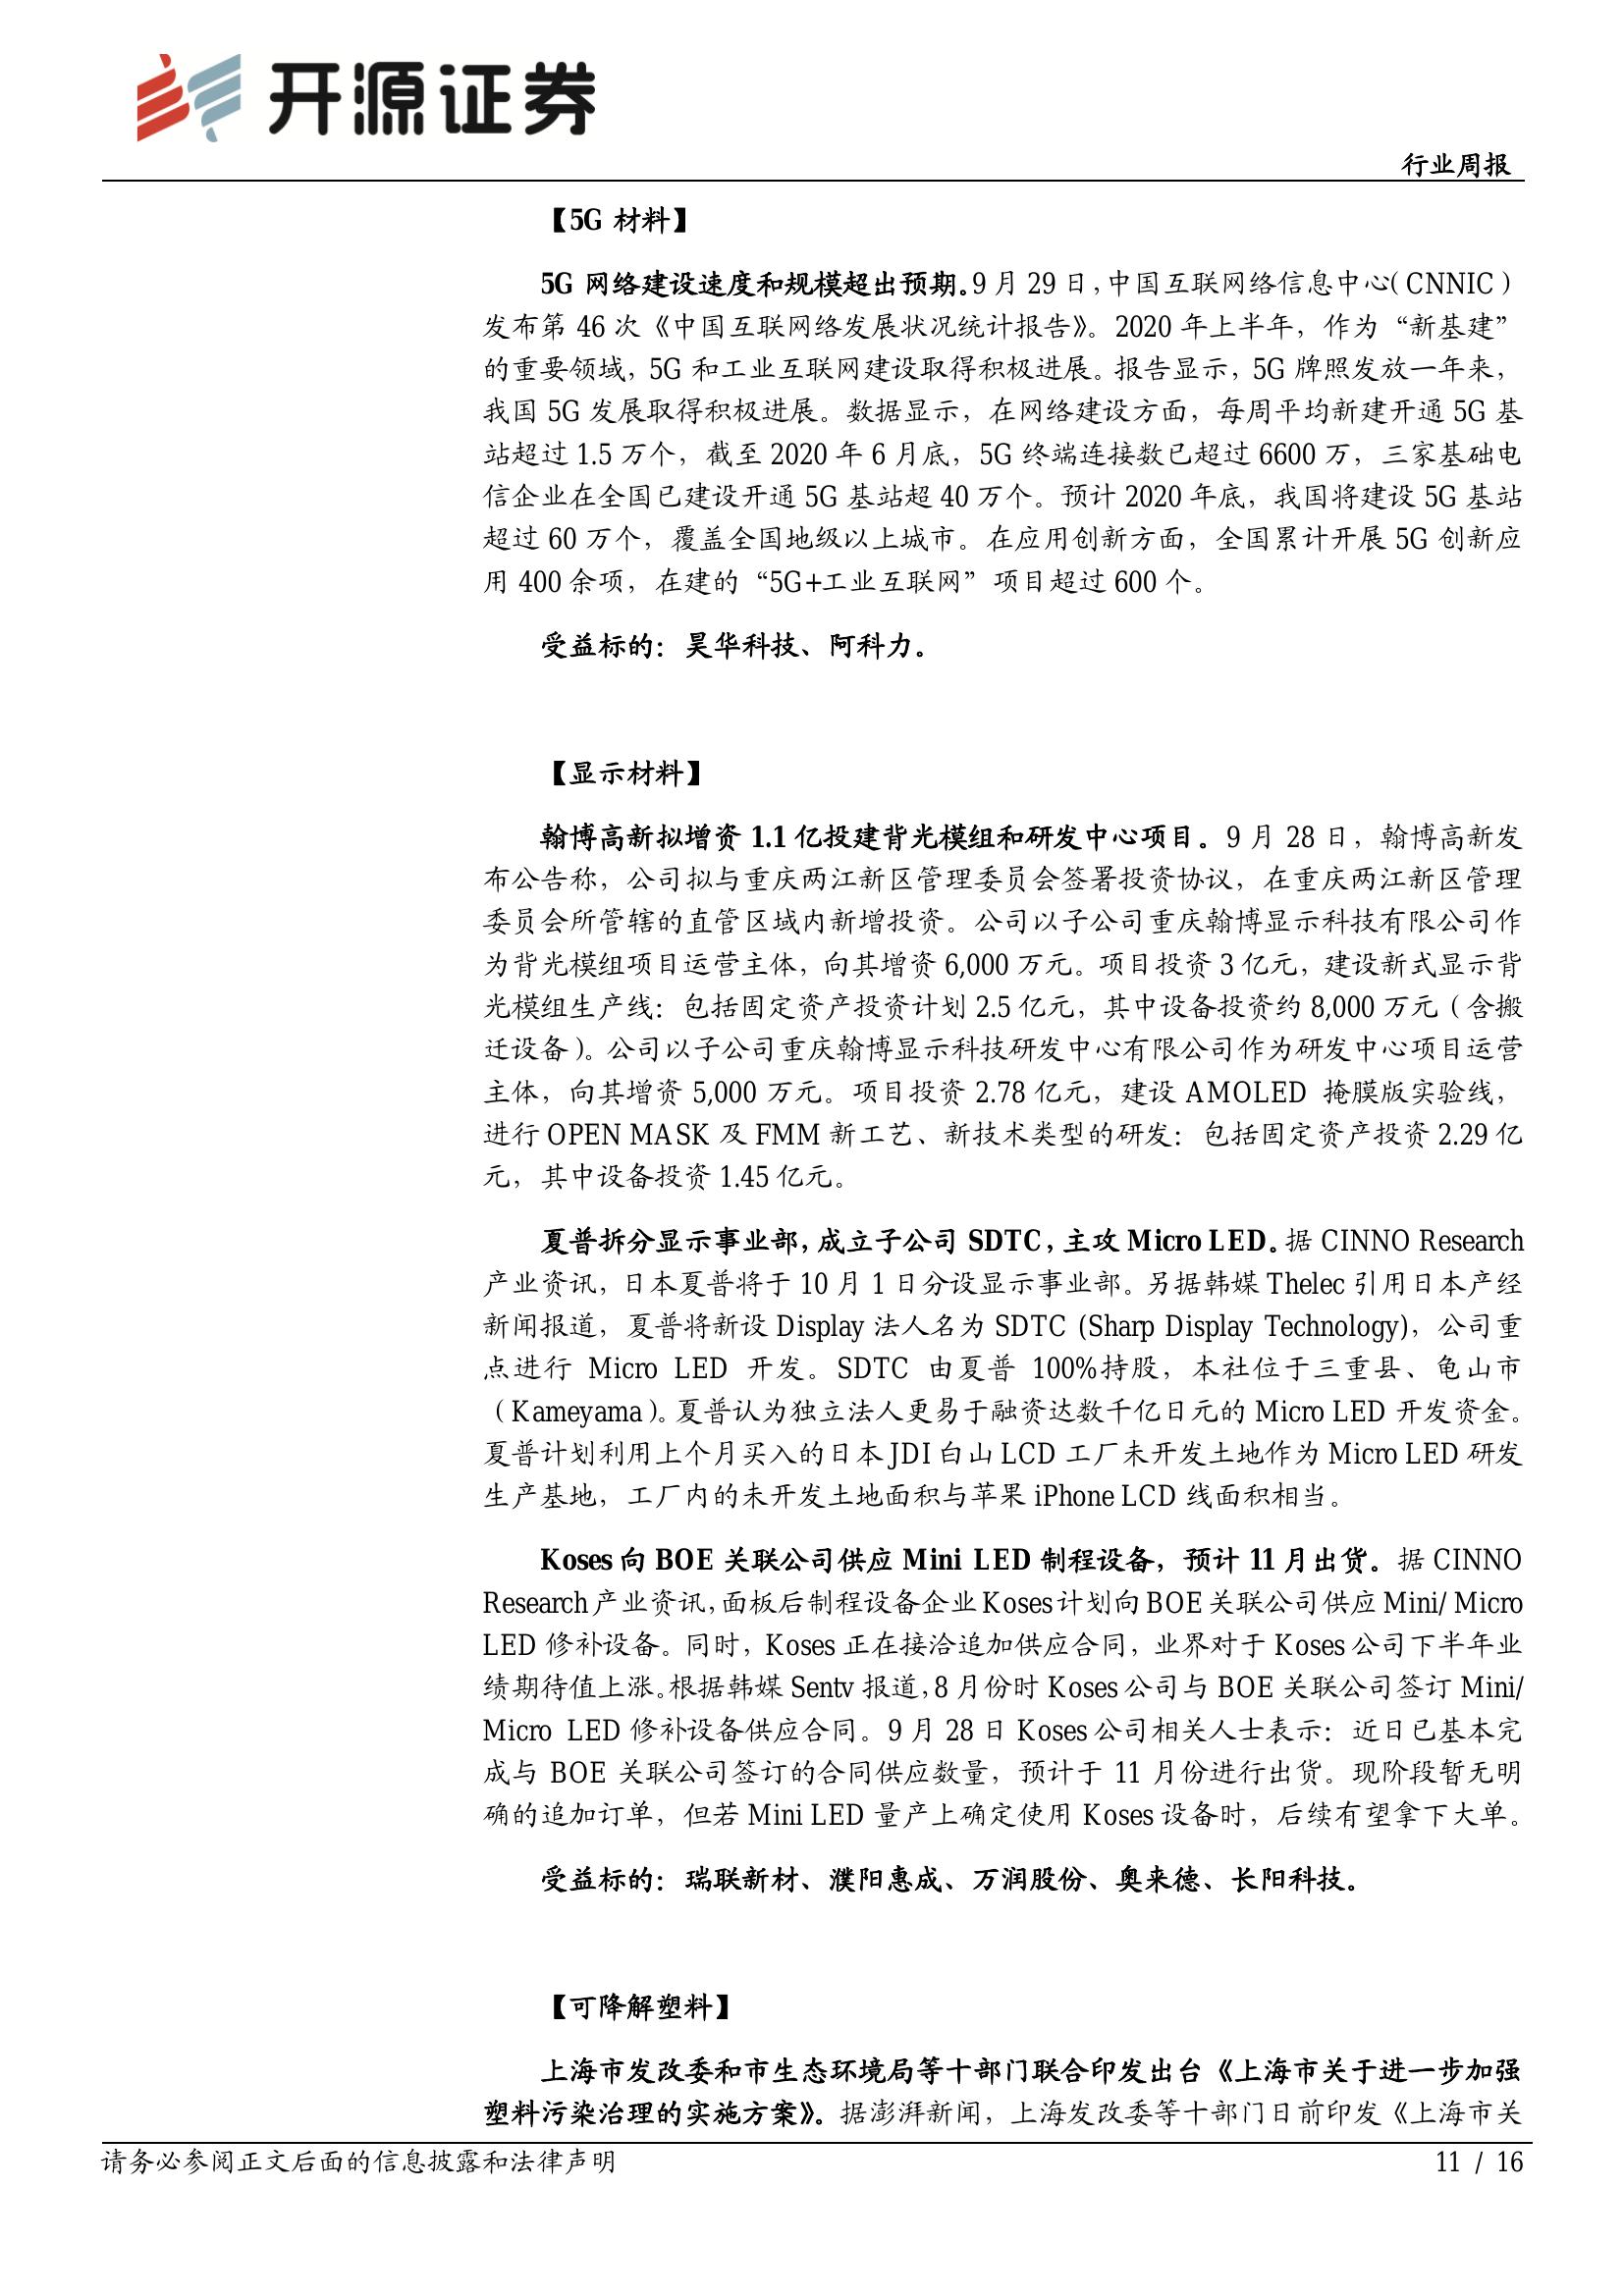 开源证券
行业周报
【5G 材料】
5G 网络建设速度和规模超出预期。9 月 29 日，中国互联网络信息中心（CNNIC）
发布第 46 次《中国互联网络发展状况统计报告》。2020 年上半年，作为“新基建”
的重要领域，5G 和工业互联网建设取得积极进展。报告显示，5G 牌照发放一年来，
我国 5G 发展取得积极进展。数据显示，在网络建设方面，每周平均新建开通 5G 基
站超过 1.5 万个，截至 2020 年 6 月底，5G 终端连接数已超过 6600 万，三家基础电
信企业在全国已建设开通 5G 基站超 40 万个。预计 2020 年底，我国将建设 5G 基站
超过 60 万个，覆盖全国地级以上城市。在应用创新方面，全国累计开展 5G 创新应
用 400 余项，在建的“5G+工业互联网”项目超过 600 个。
受益标的：昊华科技、阿科力。
【显示材料】
翰博高新拟增资 1.1 亿投建背光模组和研发中心项目。9 月 28 日，翰博高新发
布公告称，公司拟与重庆两江新区管理委员会签署投资协议，在重庆两江新区管理
委员会所管辖的直管区域内新增投资。公司以子公司重庆翰博显示科技有限公司作
为背光模组项目运营主体，向其增资 6,000 万元。项目投资 3 亿元，建设新式显示背
光模组生产线：包括固定资产投资计划 2.5 亿元，其中设备投资约 8,000 万元（含搬
迁设备）。公司以子公司重庆翰博显示科技研发中心有限公司作为研发中心项目运营
主体，向其增资 5,000 万元。项目投资 2.78 亿元，建设 AMOLED 掩膜版实验线，
进行 OPEN MASK 及 FMM 新工艺、新技术类型的研发：包括固定资产投资 2.29 亿
元，其中设备投资 1.45 亿元。
夏普拆分显示事业部，成立子公司 SDTC，主攻 Micro LED。据 CINNO Research
产业资讯，日本夏普将于 10 月 1 日分设显示事业部。另据韩媒 Thelec 引用日本产经
新闻报道，夏普将新设 Display 法人名为 SDTC (Sharp Display Technology)，公司重
点进行 Micro LED 开发。SDTC 由夏普 100%持股，本社位于三重县、龟山市
（Kameyama）。夏普认为独立法人更易于融资达数千亿日元的 Micro LED 开发资金。
夏普计划利用上个月买入的日本 JDI 白山 LCD 工厂未开发土地作为 Micro LED 研发
生产基地，工厂内的未开发土地面积与苹果 iPhone LCD 线面积相当。
Koses 向 BOE 关联公司供应 Mini LED 制程设备，预计 11 月出货。据 CINNO
Research 产业资讯，面板后制程设备企业 Koses 计划向 BOE 关联公司供应 Mini/ Micro
LED 修补设备。同时，Koses 正在接洽追加供应合同，业界对于 Koses 公司下半年业
绩期待值上涨。根据韩媒 Sentv 报道，8 月份时 Koses 公司与 BOE 关联公司签订 Mini/
Micro LED 修补设备供应合同。9 月 28 日 Koses 公司相关人士表示：近日已基本完
成与 BOE 关联公司签订的合同供应数量，预计于 11 月份进行出货。现阶段暂无明
确的追加订单，但若 Mini LED 量产上确定使用 Koses 设备时，后续有望拿下大单。
受益标的：瑞联新材、濮阳惠成、万润股份、奥来德、长阳科技。
【可降解塑料】
上海市发改委和市生态环境局等十部门联合印发出台《上海市关于进一步加强
塑料污染治理的实施方案》。据澎湃新闻，上海发改委等十部门日前印发《上海市关
请务必参阅正文后面的信息披露和法律声明
11 / 16